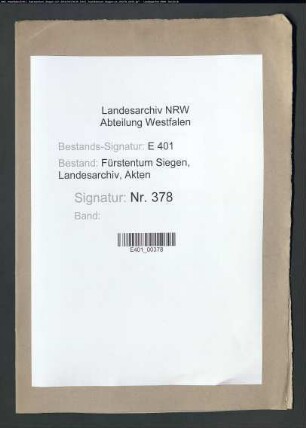 Landesarchiv NRW
Abteilung Westfalen
Bestands-Signatur: E 401
Bestand: Fürstentum Siegen,
Landesarchiv, Akten
Signatur: Nr. 378
Band:
E401_00378